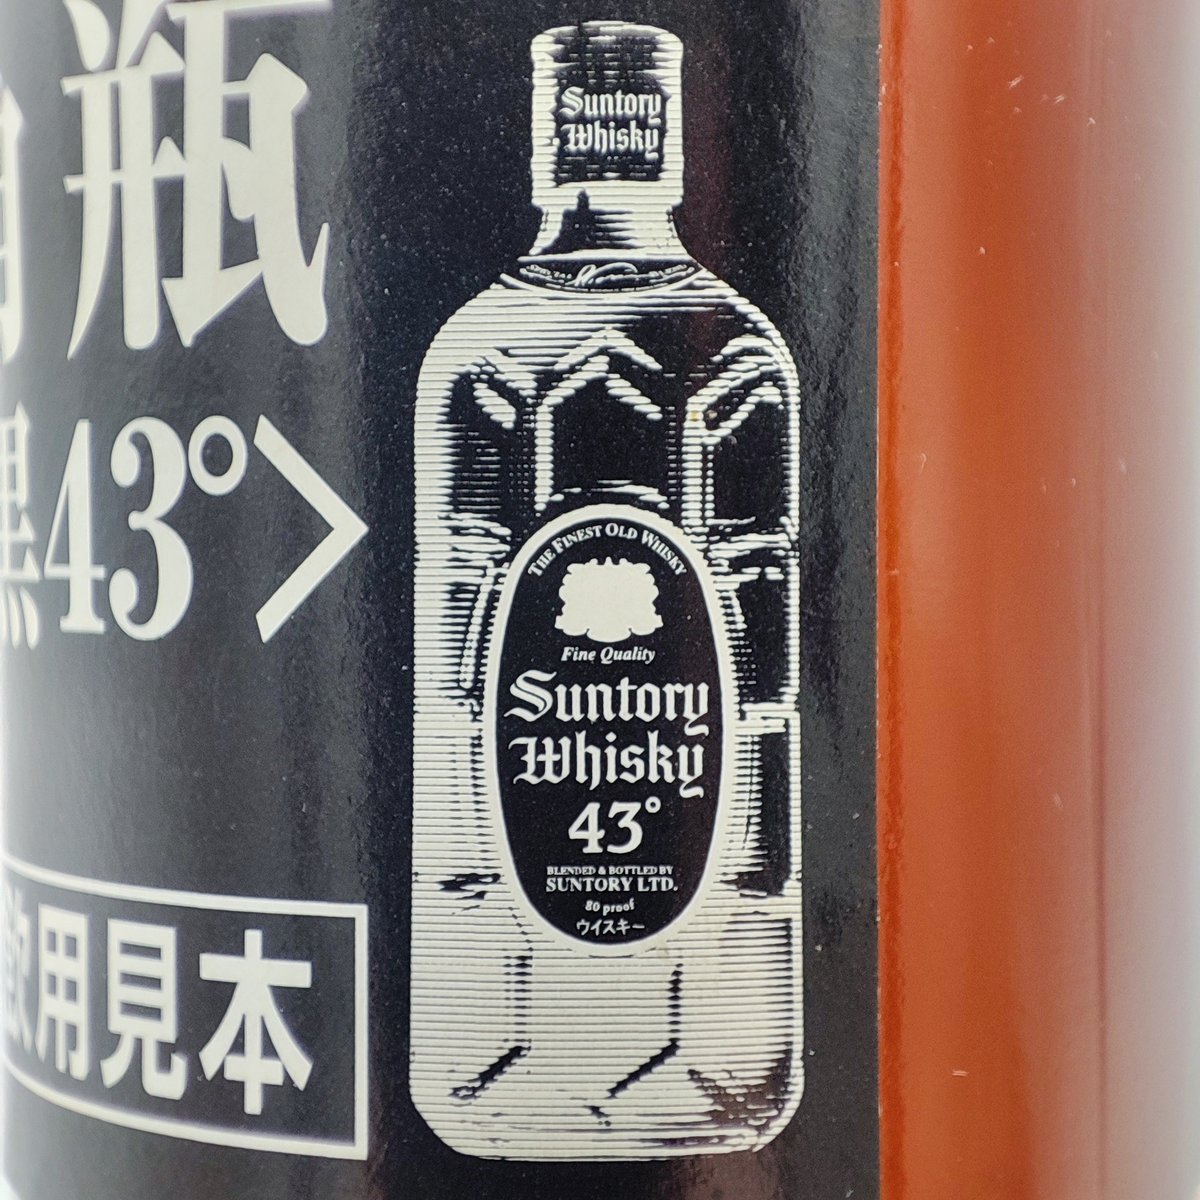 角瓶
黒43°〉
飲用見本
Suntory
Whisky
THE FINEST OLD WHISKY
Fine Quality
Suntory
Whisky
43°
BLENDED & BOTTLED BY
SUNTORY LTD.
80 proof
ウイスキー